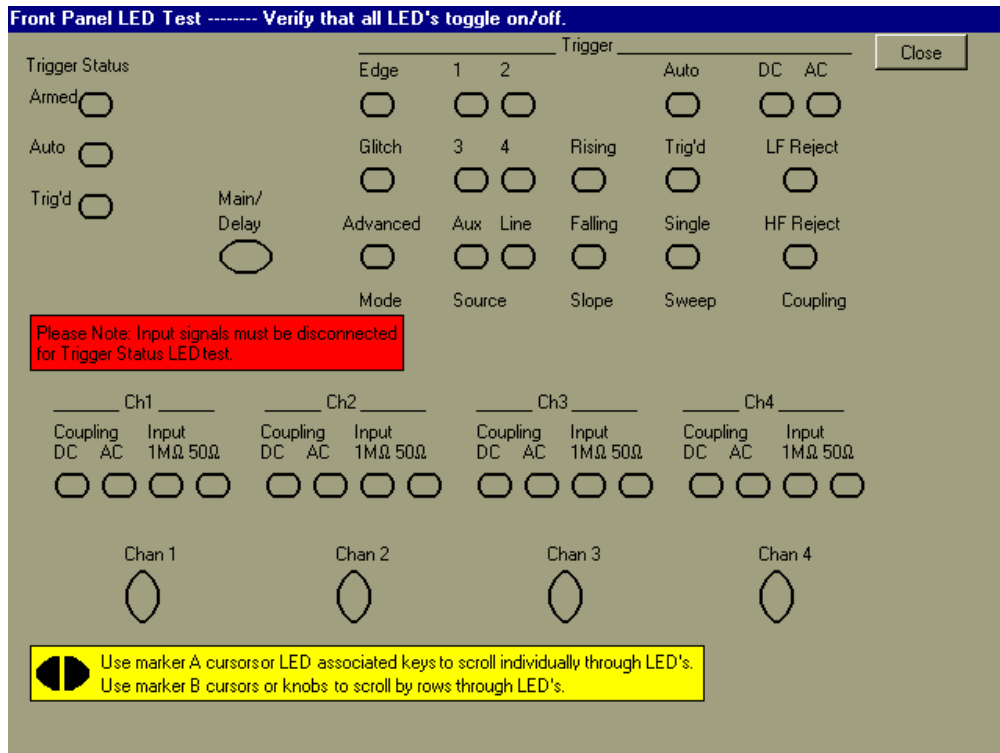 Front Panel LED Test -------- Verify that all LED's toggle on/off.
Close
Trigger Status
Armed
Auto
Trig'd
Main/
Delay
Trigger
Edge 1 2 Auto DC AC
Glitch 3 4 Rising Trig'd LF Reject
Advanced Aux Line Falling Single HF Reject
Mode Source Slope Sweep Coupling
Please Note: Input signals must be disconnected
for Trigger Status LED test.
Ch1 Ch2 Ch3 Ch4
Coupling Input Coupling Input Coupling Input Coupling Input
DC AC 1MΩ 50Ω DC AC 1MΩ 50Ω DC AC 1MΩ 50Ω DC AC 1MΩ 50Ω
Chan 1 Chan 2 Chan 3 Chan 4
Use marker A cursors or LED associated keys to scroll individually through LED's.
Use marker B cursors or knobs to scroll by rows through LED's.